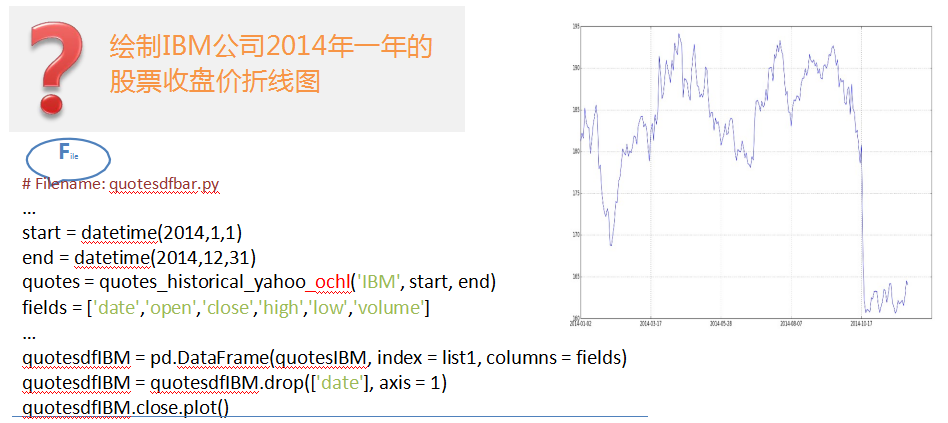 绘制IBM公司2014年一年的
股票收盘价折线图
File
# Filename: quotesdfbar.py
...
start = datetime(2014,1,1)
end = datetime(2014,12,31)
quotes = quotes_historical_yahoo_ochl('IBM', start, end)
fields = ['date','open','close','high','low','volume']
...
quotesdfIBM = pd.DataFrame(quotesIBM, index = list1, columns = fields)
quotesdfIBM = quotesdfIBM.drop(['date'], axis = 1)
quotesdfIBM.close.plot()
195
190
185
180
175
170
165
160
2014-01-02 2014-03-17 2014-05-28 2014-08-07 2014-10-17